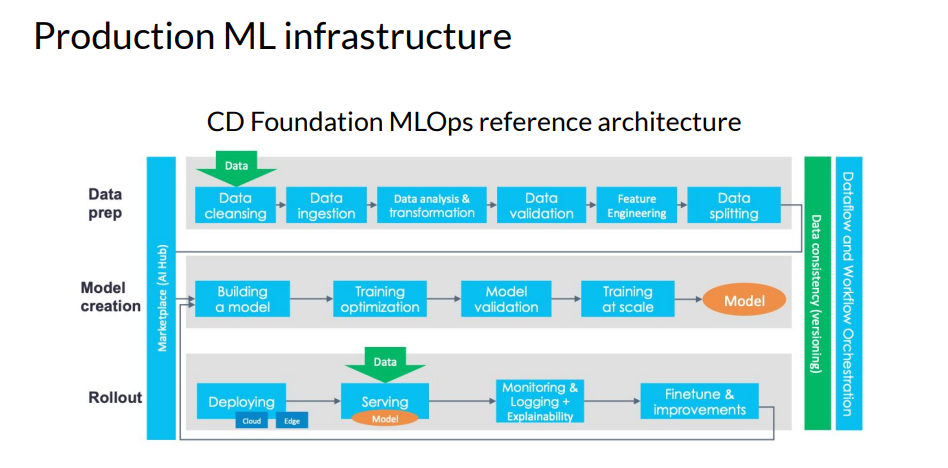 Production ML infrastructure
CD Foundation MLOps reference architecture
Data
prep
Marketplace (AI Hub)
Data
Data
cleansing
Data
ingestion
Data analysis &
transformation
Data
validation
Feature
Engineering
Data
splitting
Model
creation
Building
a model
Training
optimization
Model
validation
Training
at scale
Model
Rollout
Deploying
Cloud
Edge
Data
Serving
Model
Monitoring &
Logging +
Explainability
Finetune &
improvements
Data consistency (versioning)
Dataflow and Workflow Orchestration